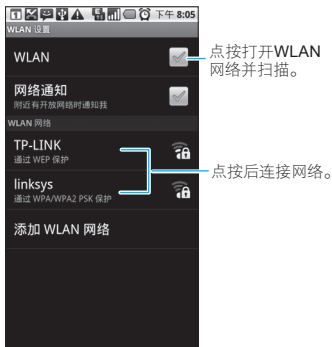 下午 8:05
WLAN 设置
WLAN
点按打开WLAN
网络并扫描。
网络通知
附近有开放网络时通知我
WLAN 网络
TP-LINK
通过 WEP 保护
点按后连接网络。
linksys
通过 WPA/WPA2 PSK 保护
添加 WLAN 网络